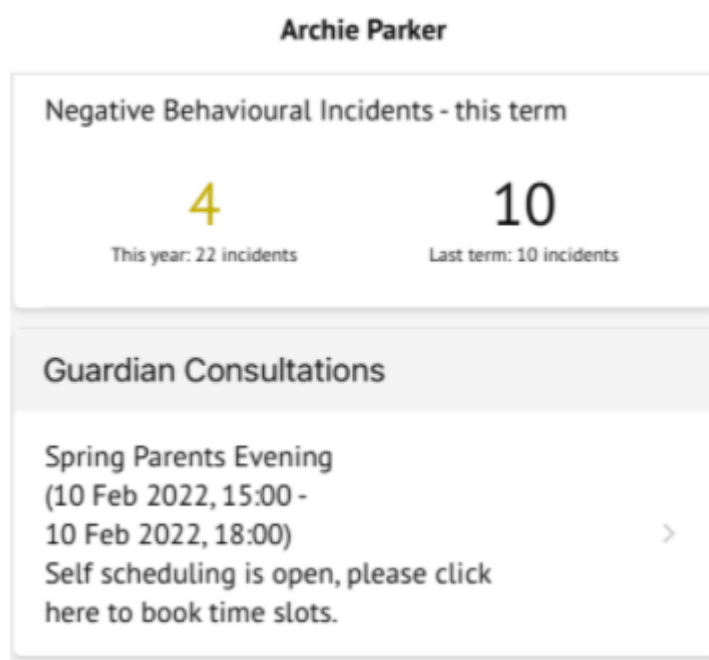 Archie Parker
Negative Behavioural Incidents - this term
4
This year: 22 incidents
10
Last term: 10 incidents
Guardian Consultations
Spring Parents Evening
(10 Feb 2022, 15:00 -
10 Feb 2022, 18:00)
Self scheduling is open, please click
here to book time slots.